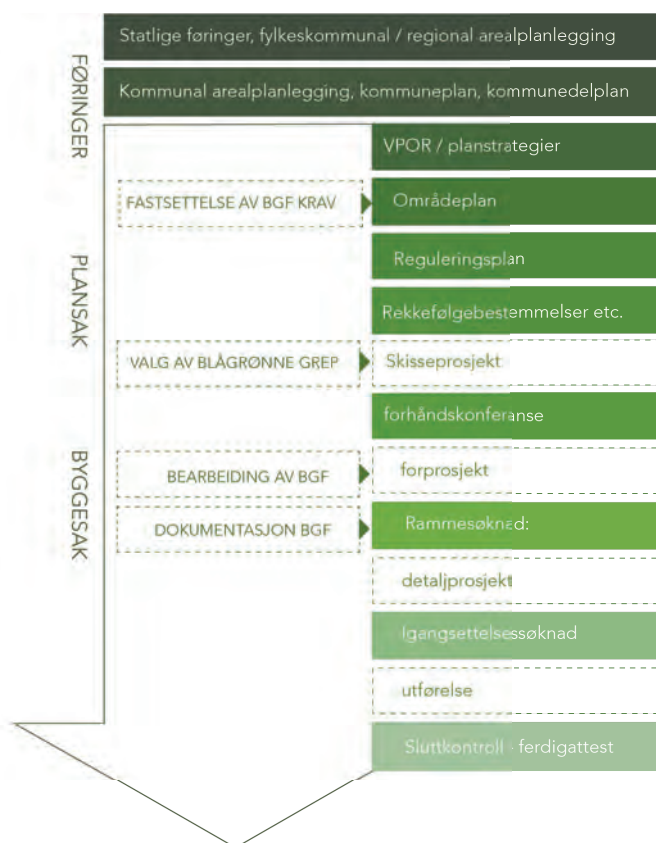 FØRINGER
Statlige føringer, fylkeskommunal / regional arealplanlegging
Kommunal arealplanlegging, kommuneplan, kommunedelplan
VPOR / planstrategier
PLANSAK
FASTSETTELSE AV BGF KRAV
Områdeplan
Reguleringsplan
Rekkefølgebestemmelser etc.
VALG AV BLÅGRØNNE GREP
Skisseprosjekt
BYGGESAK
forhåndskonferanse
BEARBEIDING AV BGF
forprosjekt
DOKUMENTASJON BGF
Rammesøknad:
detaljprosjekt
Igangsettelsessøknad
utførelse
Sluttkontroll - ferdigattest